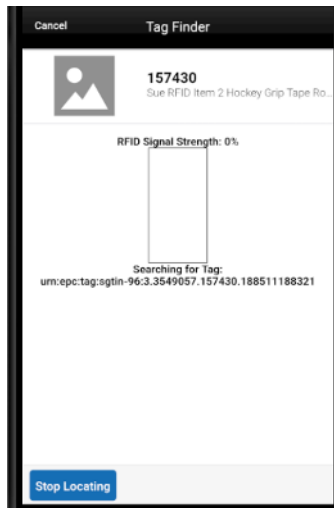 Cancel
Tag Finder
157430
Sue RFID Item 2 Hockey Grip Tape Ro...
RFID Signal Strength: 0%
Searching for Tag:
urn:epc:tag:sgtin-96:3.3549057.157430.188511188321
Stop Locating